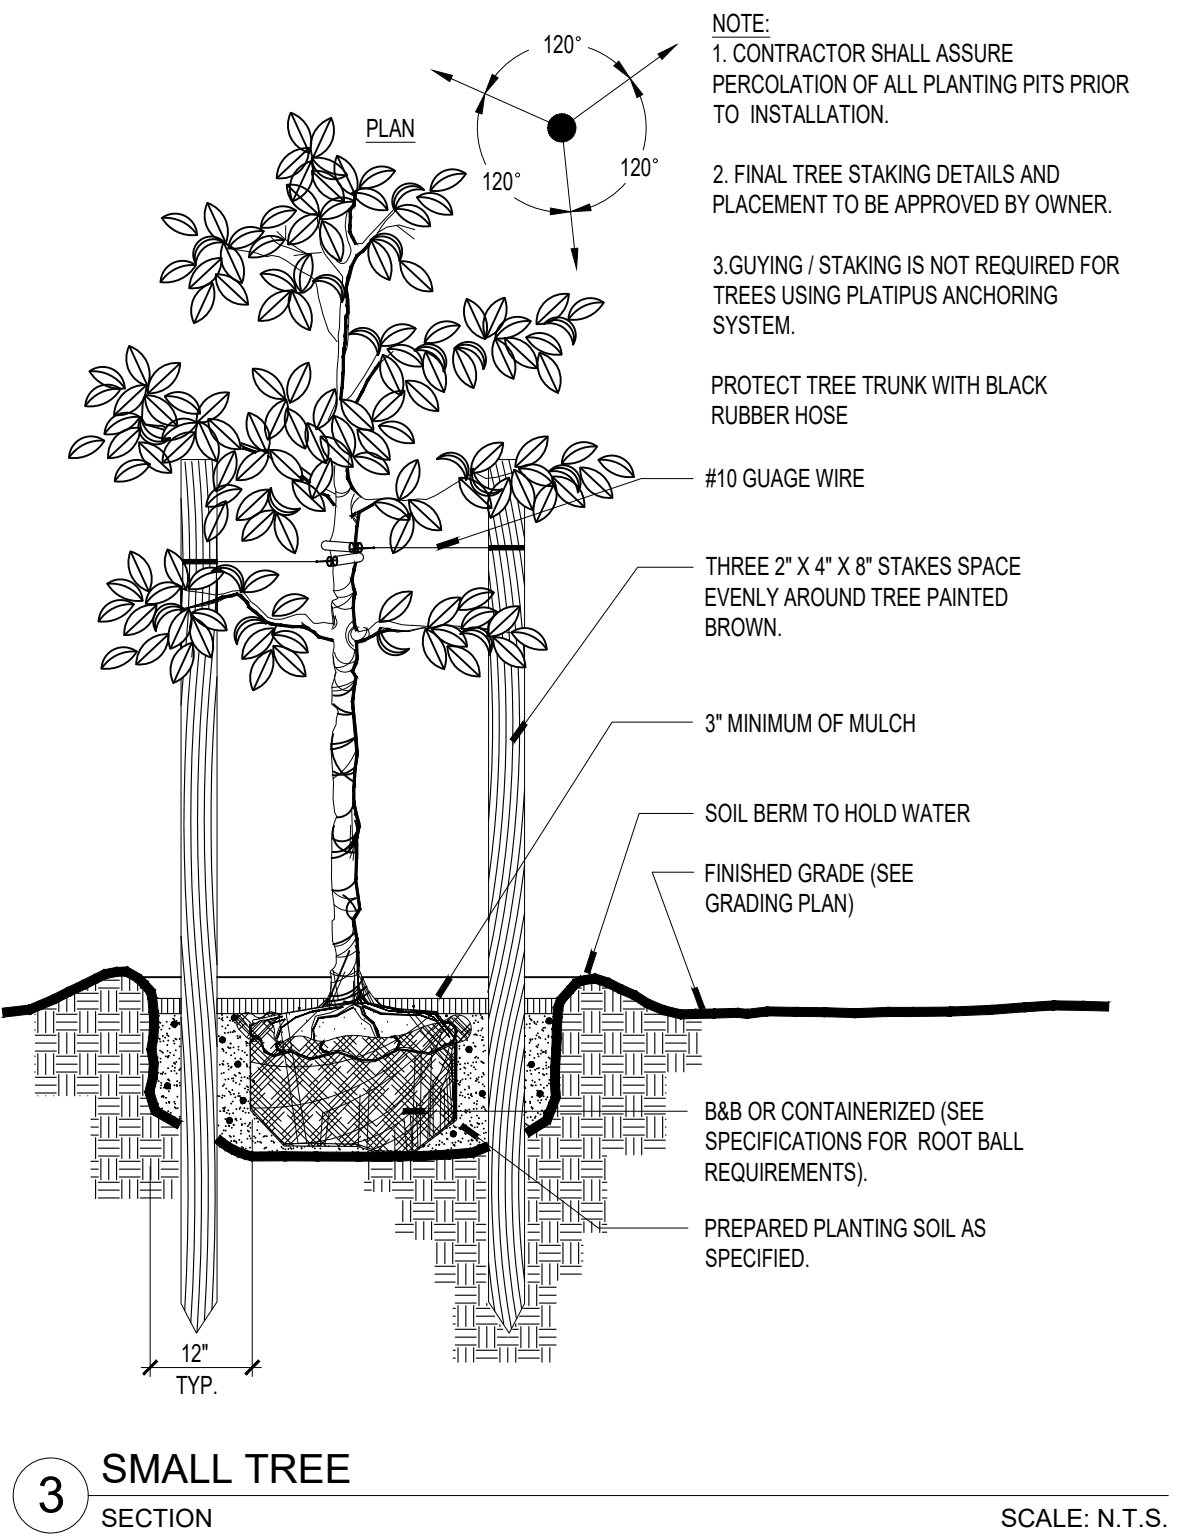 PLAN
120°
120°
120°
NOTE:
1. CONTRACTOR SHALL ASSURE
PERCOLATION OF ALL PLANTING PITS PRIOR
TO INSTALLATION.
2. FINAL TREE STAKING DETAILS AND
PLACEMENT TO BE APPROVED BY OWNER.
3.GUYING / STAKING IS NOT REQUIRED FOR
TREES USING PLATIPUS ANCHORING
SYSTEM.
PROTECT TREE TRUNK WITH BLACK
RUBBER HOSE
#10 GUAGE WIRE
THREE 2" X 4" X 8" STAKES SPACE
EVENLY AROUND TREE PAINTED
BROWN.
3" MINIMUM OF MULCH
SOIL BERM TO HOLD WATER
FINISHED GRADE (SEE
GRADING PLAN)
B&B OR CONTAINERIZED (SEE
SPECIFICATIONS FOR ROOT BALL
REQUIREMENTS).
PREPARED PLANTING SOIL AS
SPECIFIED.
12"
TYP.
3
SMALL TREE
SECTION
SCALE: N.T.S.